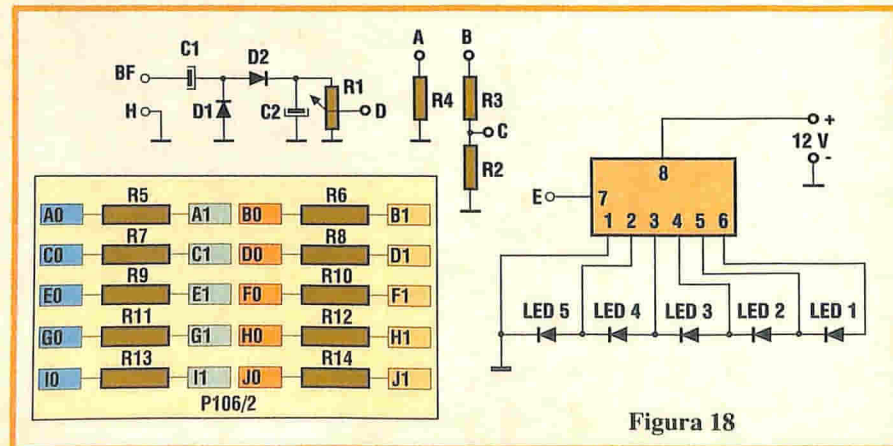 C1
D2
BF
R1
H
D1
C2
D
A
R4
B
R3
C
R2
+
12 V
-
8
E
7
1 2 3 4 5 6
LED 5 LED 4 LED 3 LED 2 LED 1
R5 R6
A0 A1 B0 B1
R7 R8
C0 C1 D0 D1
R9 R10
E0 E1 F0 F1
R11 R12
G0 G1 H0 H1
R13 R14
I0 I1 J0 J1
P106/2
Figura 18